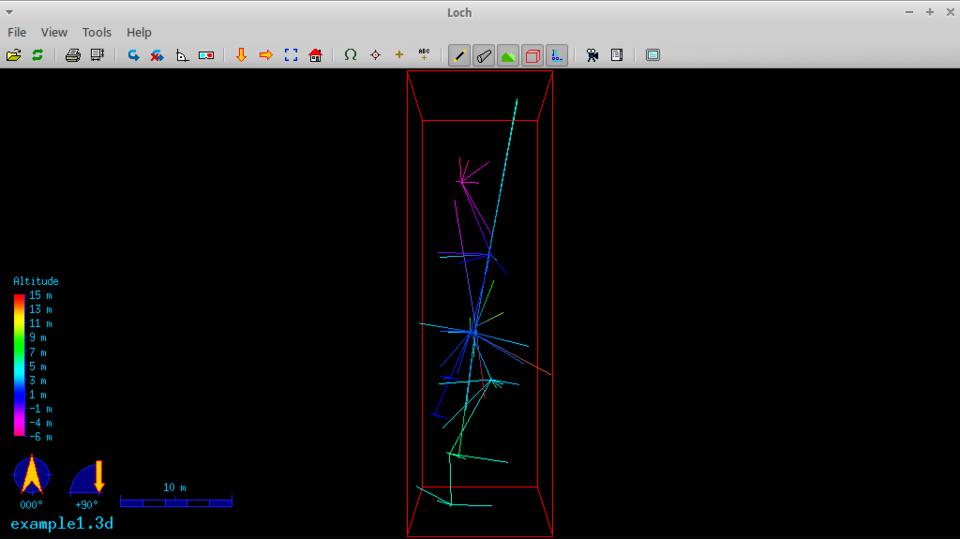 Loch
File View Tools Help
ABC
Altitude
15 m
13 m
11 m
9 m
7 m
5 m
3 m
1 m
-1 m
-4 m
-6 m
10 m
000° +90°
example1.3d